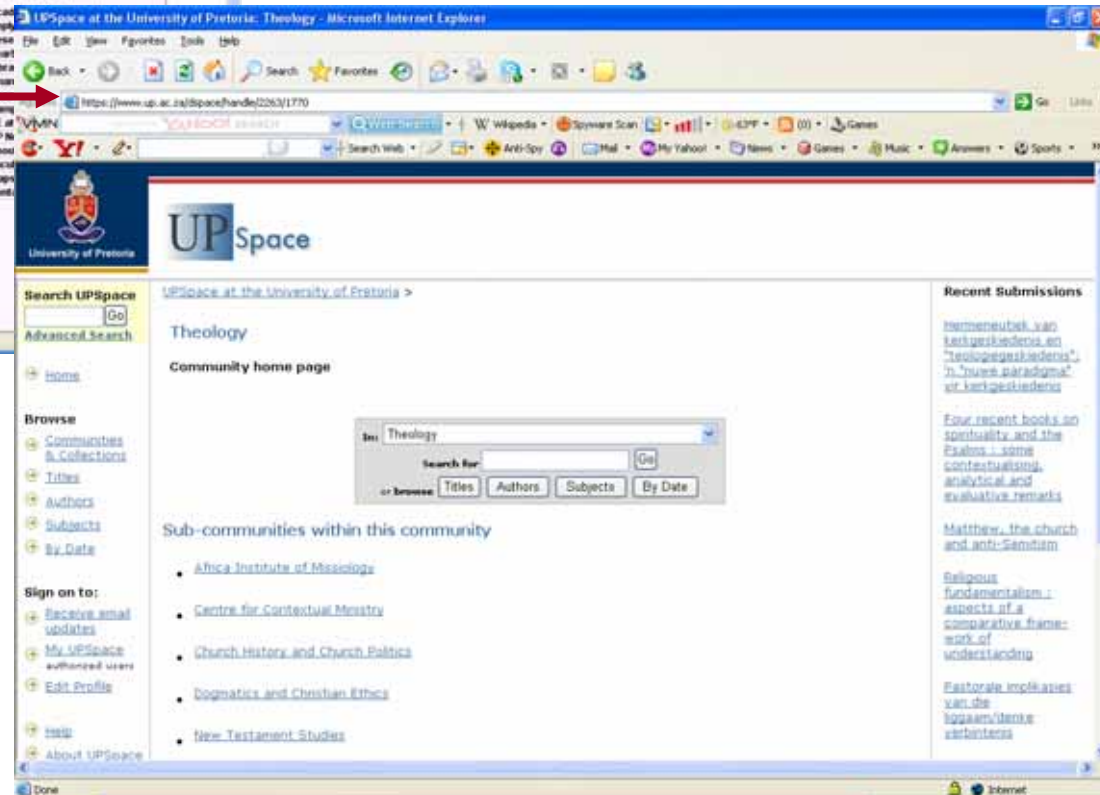 UPSpace at the University of Pretoria: Theology - Microsoft Internet Explorer
File Edit View Favorites Tools Help
Back Search Favorites
https://www.up.ac.za/dspace/handle/2263/1770
Go Links
Wikipedia Spyware Scan Games
Y! Search Web Anti-Spy Mail My Yahoo! News Games Music Answers Sports
University of Pretoria
UPSpace
Search UPSpace
Go
Advanced Search
Home
Browse
Communities
& Collections
Titles
Authors
Subjects
By Date
Sign on to:
Receive email
updates
My UPSpace
authorized users
Edit Profile
Help
About UPSpace
UPSpace at the University of Pretoria >
Theology
Community home page
In: Theology
Search for Go
or browse Titles Authors Subjects By Date
Sub-communities within this community
Africa Institute of Missiology
Centre for Contextual Ministry
Church History and Church Politics
Dogmatics and Christian Ethics
New Testament Studies
Recent Submissions
Hermeneutiek van
kerkgeskiedenis en
"teologiegeskiedenis":
'n "nuwe paradigma"
vir kerkgeskiedenis
Four recent books on
spirituality and the
Psalms : some
contextualising,
analytical and
evaluative remarks
Matthew, the church
and anti-Semitism
Religious
fundamentalism :
aspects of a
comparative frame-
work of
understanding
Pastorale implikasies
van die
liggaam/denke
verbintenis
Done
Internet